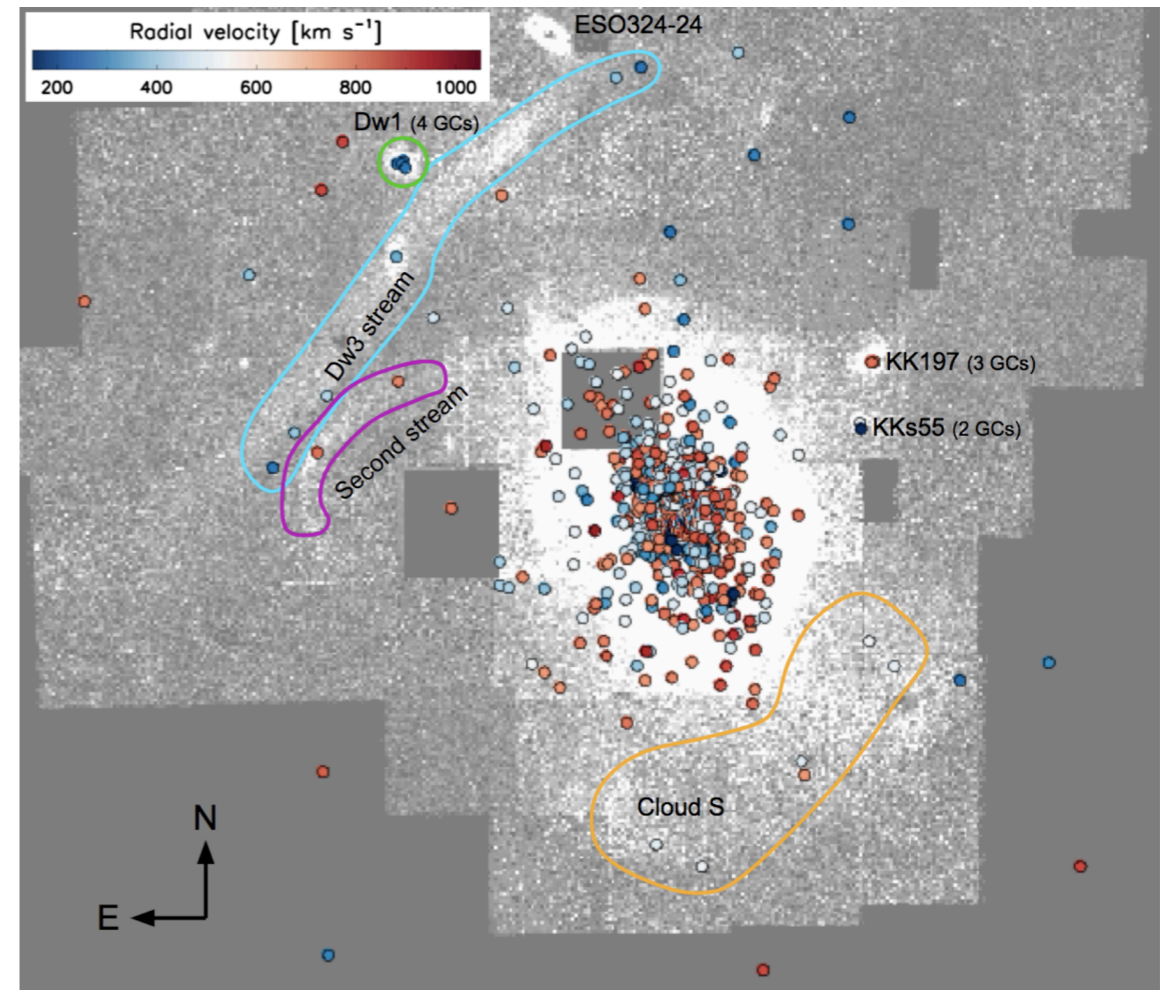 ESO324-24
Radial velocity [km s⁻¹]
200 400 600 800 1000
Dw1 (4 GCs)
Dw3 stream
KK197 (3 GCs)
Second stream
KKs55 (2 GCs)
Cloud S
N
E